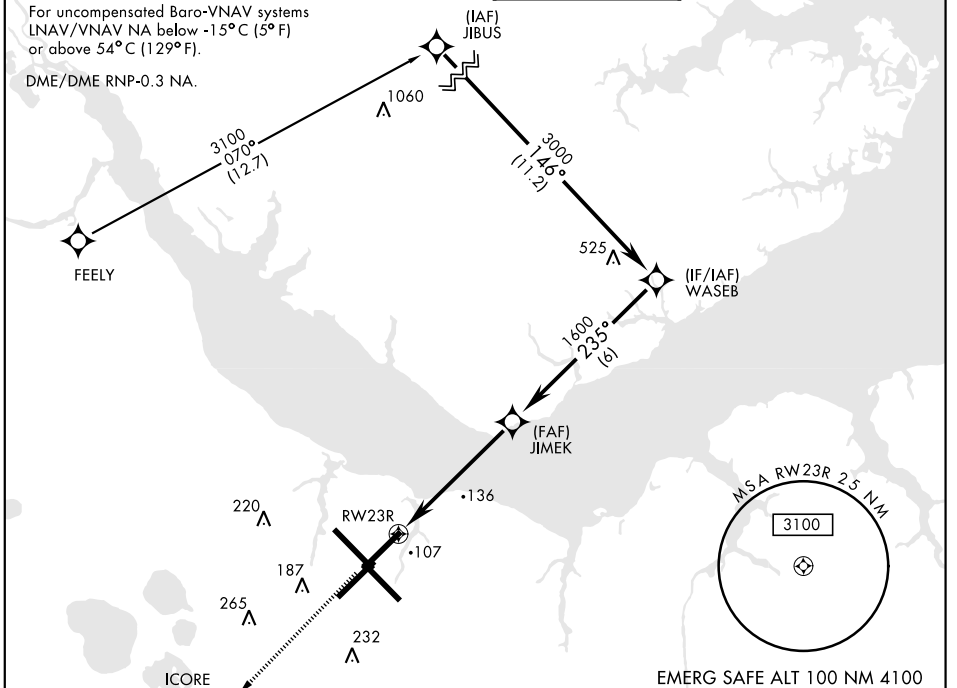 For uncompensated Baro-VNAV systems
LNAV/VNAV NA below -15°C (5°F)
or above 54°C (129°F).
DME/DME RNP-0.3 NA.
(IAF)
JIBUS
1060
3100
070°
(12.7)
3000
146°
(11.2)
FEELY
525
(IF/IAF)
WASEB
1600
235°
(6)
(FAF)
JIMEK
136
MSA RW23R 25 NM
3100
220
RW23R
107
187
265
232
ICORE
EMERG SAFE ALT 100 NM 4100